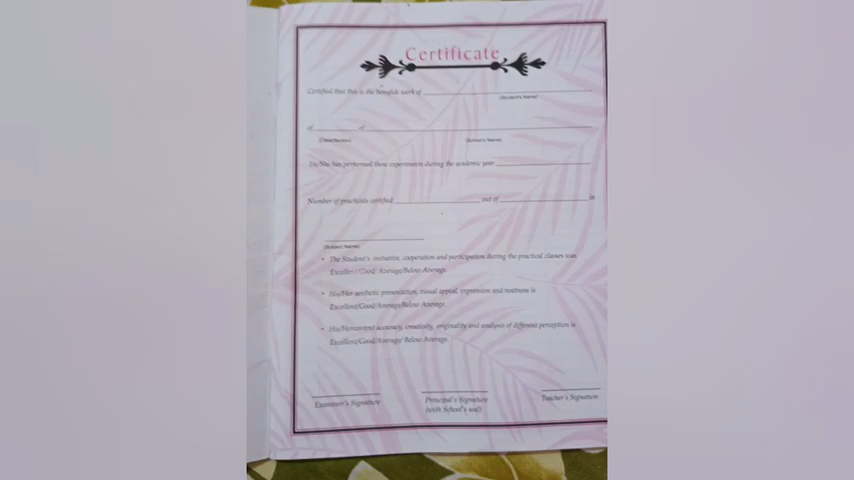 Certificate
Certified that this is the bonafide work of
(Student's Name)
of of
(Class/Section) (School's Name)
He/She has performed these experiments during the academic year
Number of practicals certified out of in
(Subject Name)
• The Student's initiative, cooperation and participation during the practical classes was
Excellent/Good/ Average/Below Average.
• His/Her aesthetic presentation, visual appeal, expression and neatness is
Excellent/Good/Average/Below Average.
• His/Her content accuracy, creativity, originality and analysis of different perception is
Excellent/Good/Average/ Below Average.
Examiner's Signature Principal's Signature Teacher's Signature
(with School's seal)